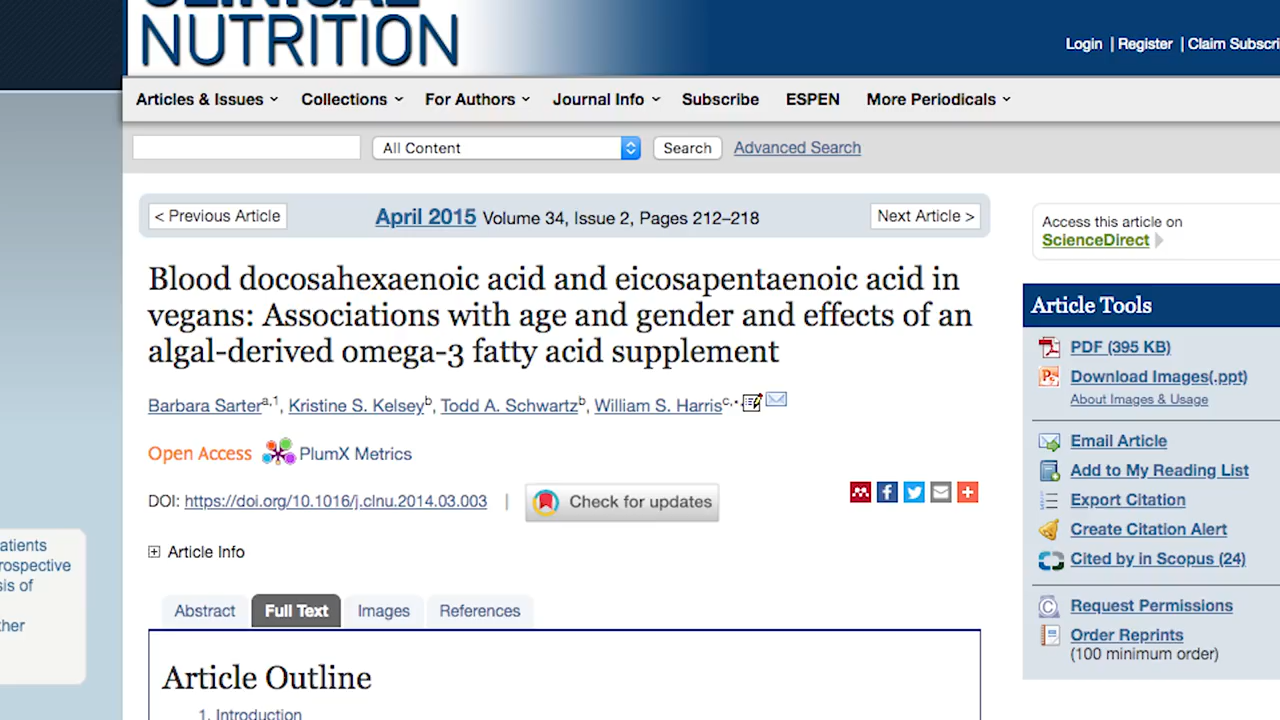 CLINICAL
NUTRITION
Login | Register | Claim Subscri
Articles & Issues Collections For Authors Journal Info Subscribe ESPEN More Periodicals
All Content Search Advanced Search
< Previous Article April 2015 Volume 34, Issue 2, Pages 212–218 Next Article >
Access this article on
ScienceDirect
Blood docosahexaenoic acid and eicosapentaenoic acid in
vegans: Associations with age and gender and effects of an
algal-derived omega-3 fatty acid supplement
Barbara Sarter a,1, Kristine S. Kelsey b, Todd A. Schwartz b, William S. Harris c,•
Open Access PlumX Metrics
DOI: https://doi.org/10.1016/j.clnu.2014.03.003 | Check for updates
+ Article Info
Abstract Full Text Images References
Article Outline
1. Introduction
Article Tools
PDF (395 KB)
Download Images(.ppt)
About Images & Usage
Email Article
Add to My Reading List
Export Citation
Create Citation Alert
Cited by in Scopus (24)
Request Permissions
Order Reprints
(100 minimum order)
atients
rospective
sis of
ther